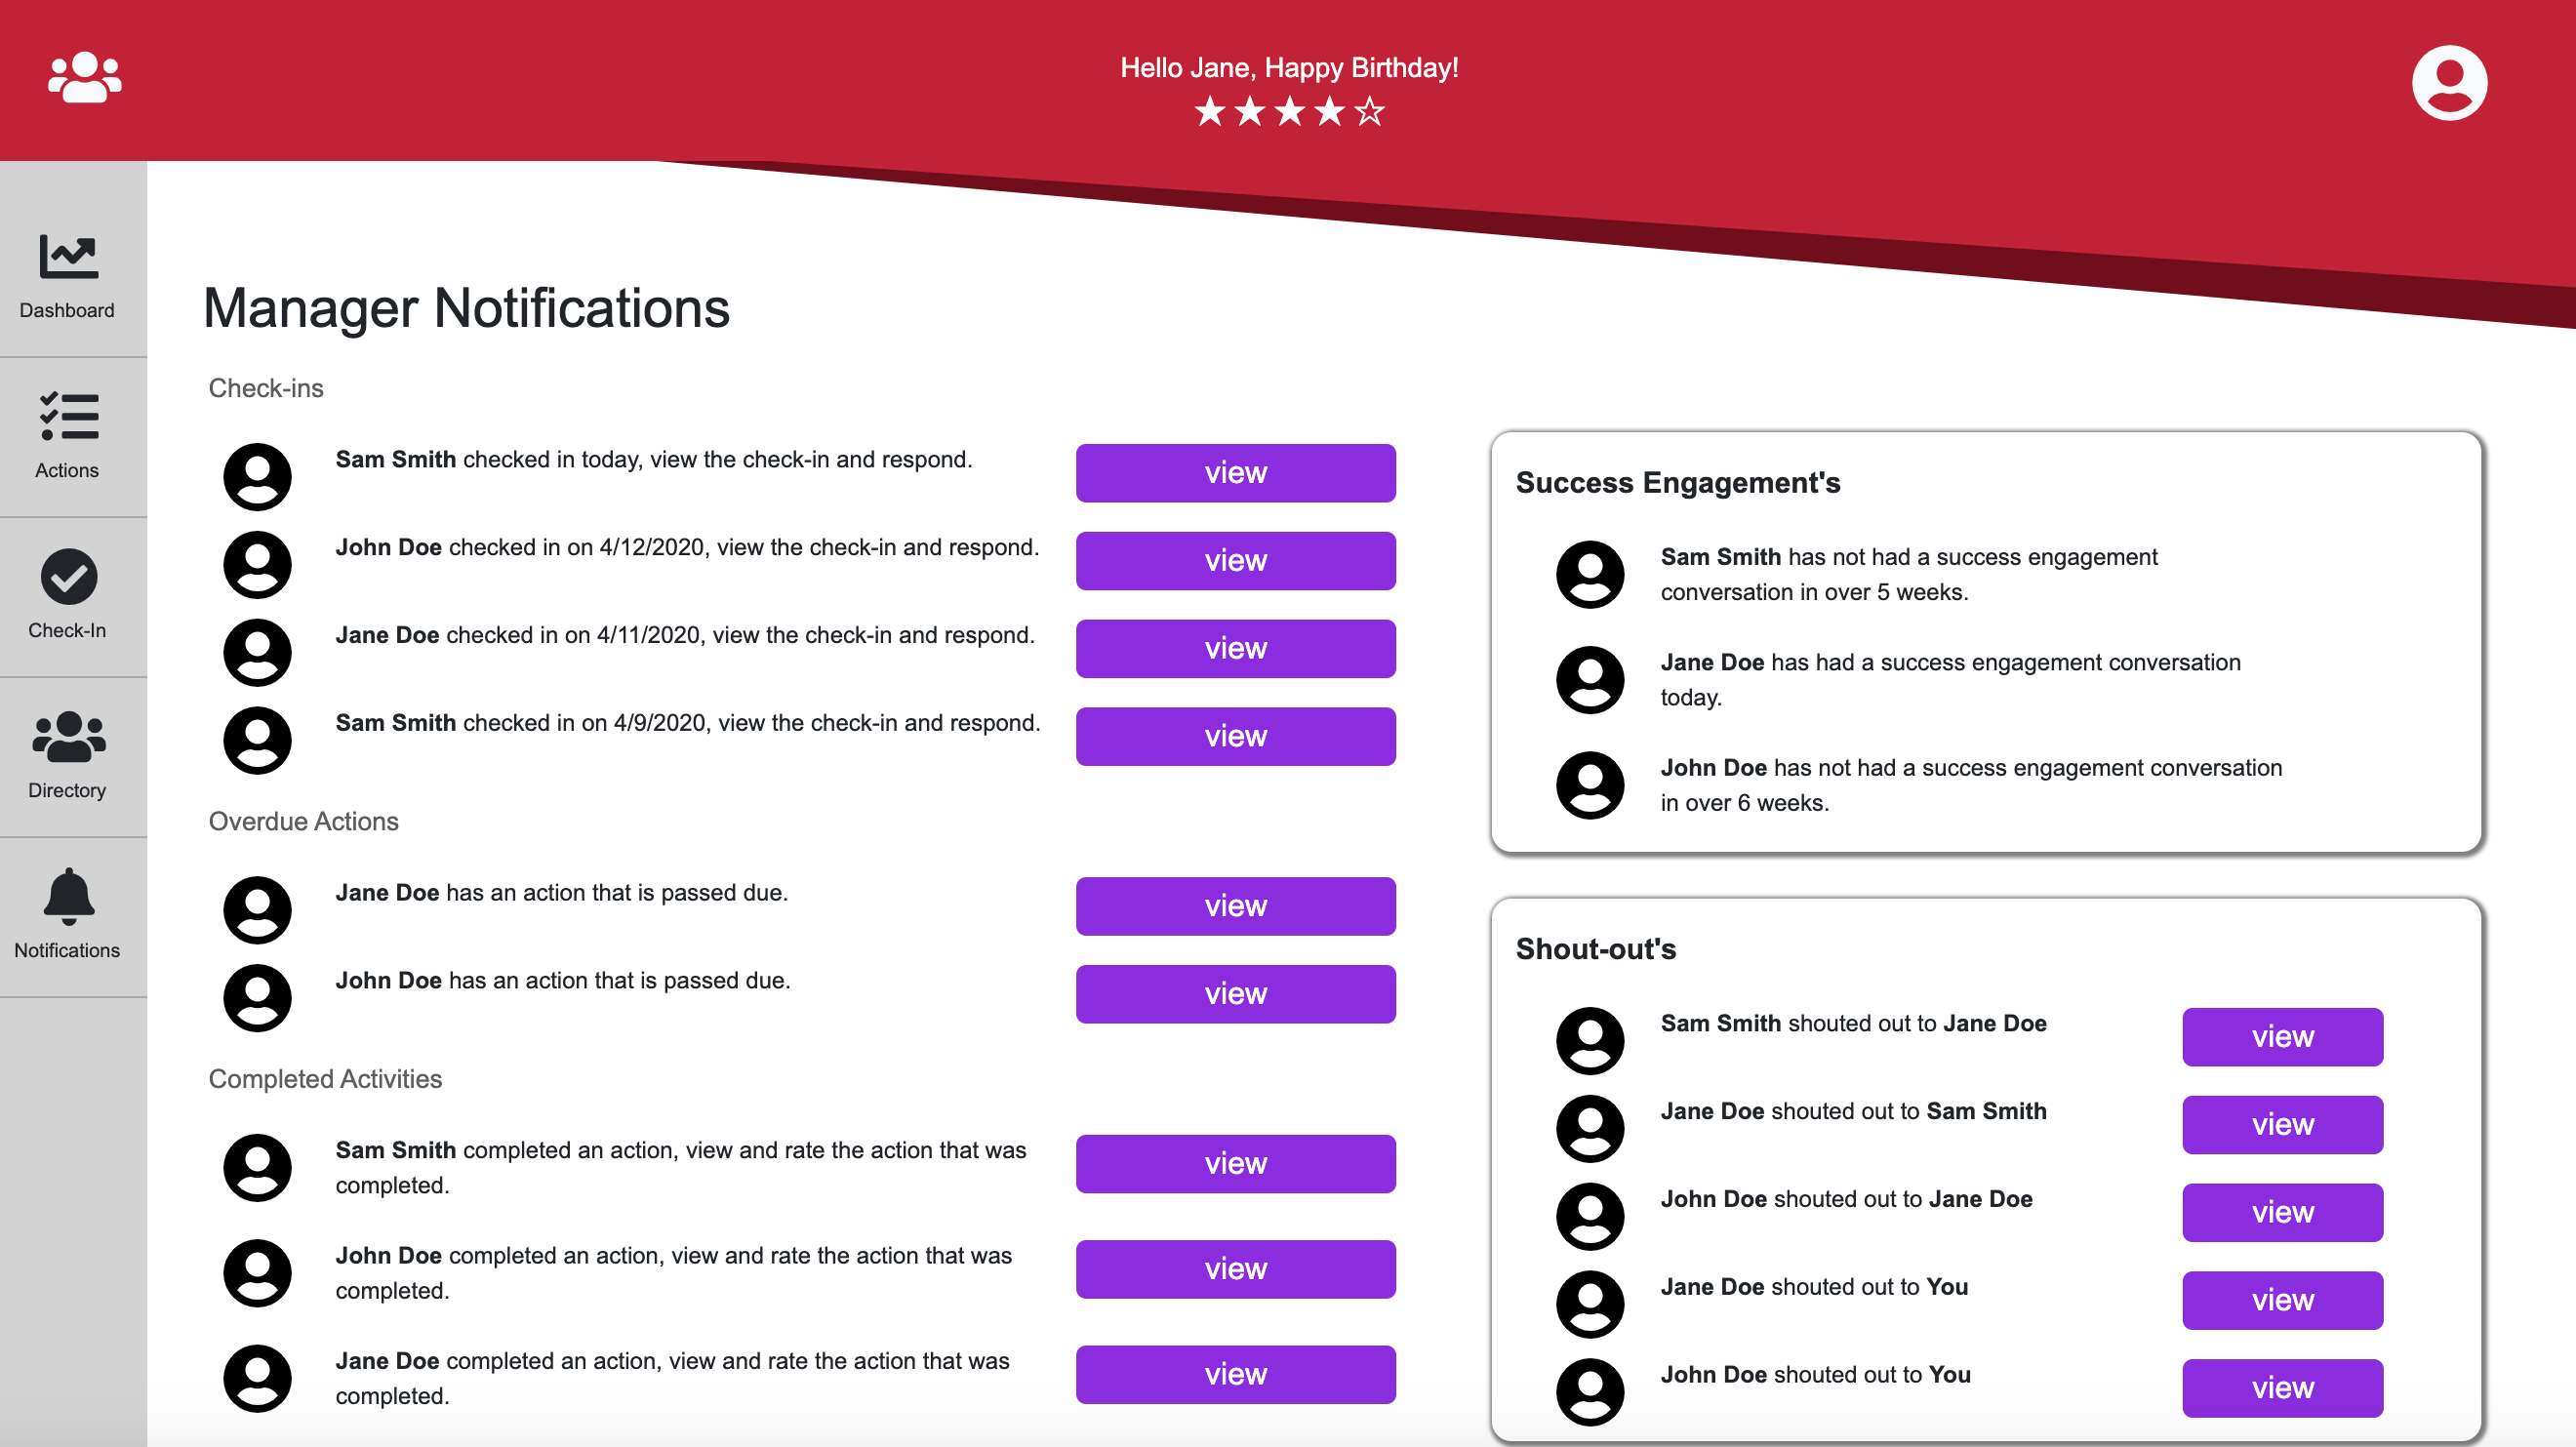 Hello Jane, Happy Birthday!
Dashboard
Actions
Check-In
Directory
Notifications
Manager Notifications
Check-ins
Sam Smith checked in today, view the check-in and respond.
view
John Doe checked in on 4/12/2020, view the check-in and respond.
view
Jane Doe checked in on 4/11/2020, view the check-in and respond.
view
Sam Smith checked in on 4/9/2020, view the check-in and respond.
view
Overdue Actions
Jane Doe has an action that is passed due.
view
John Doe has an action that is passed due.
view
Completed Activities
Sam Smith completed an action, view and rate the action that was
completed.
view
John Doe completed an action, view and rate the action that was
completed.
view
Jane Doe completed an action, view and rate the action that was
completed.
view
Success Engagement's
Sam Smith has not had a success engagement
conversation in over 5 weeks.
Jane Doe has had a success engagement conversation
today.
John Doe has not had a success engagement conversation
in over 6 weeks.
Shout-out's
Sam Smith shouted out to Jane Doe
view
Jane Doe shouted out to Sam Smith
view
John Doe shouted out to Jane Doe
view
Jane Doe shouted out to You
view
John Doe shouted out to You
view